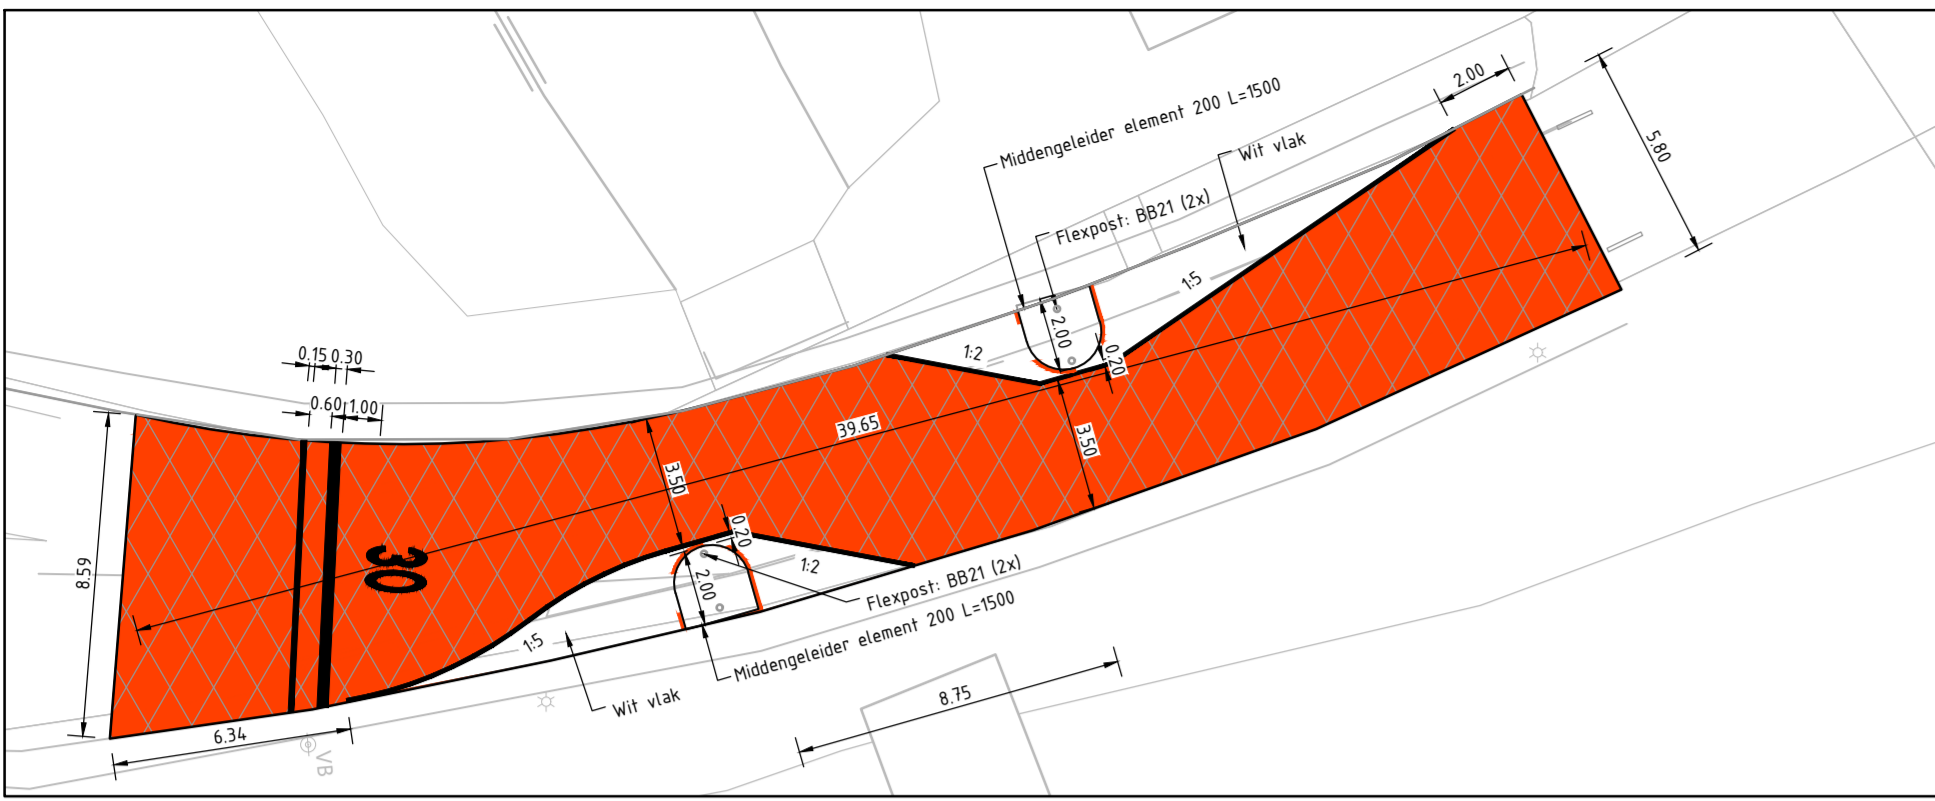 2.00
5.80
Middengeleider element 200 L=1500
Wit vlak
Flexpost: BB21 (2x)
1:5
2.00
0.20
1:2
0.15 0.30
0.60 1.00
39.65
3.50
3.50
30
8.59
0.20
2.00
1:2
Flexpost: BB21 (2x)
Middengeleider element 200 L=1500
1:5
Wit vlak
8.75
6.34
VB